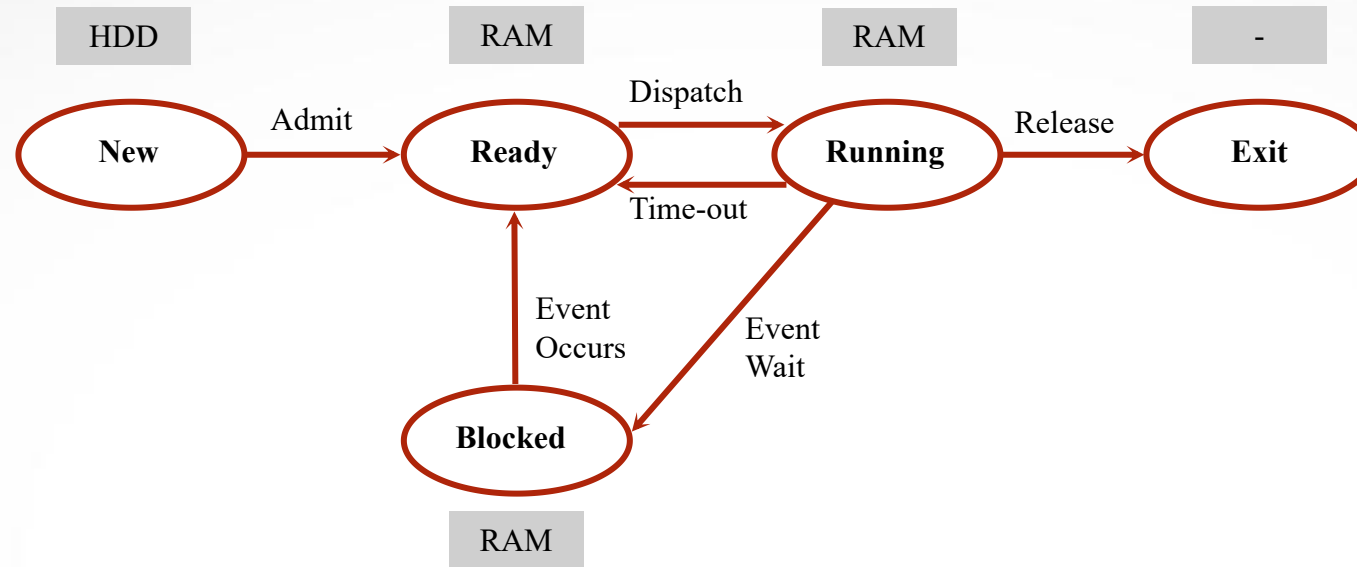 HDD
RAM
RAM
-
New
Admit
Ready
Dispatch
Time-out
Running
Release
Exit
Event
Occurs
Event
Wait
Blocked
RAM